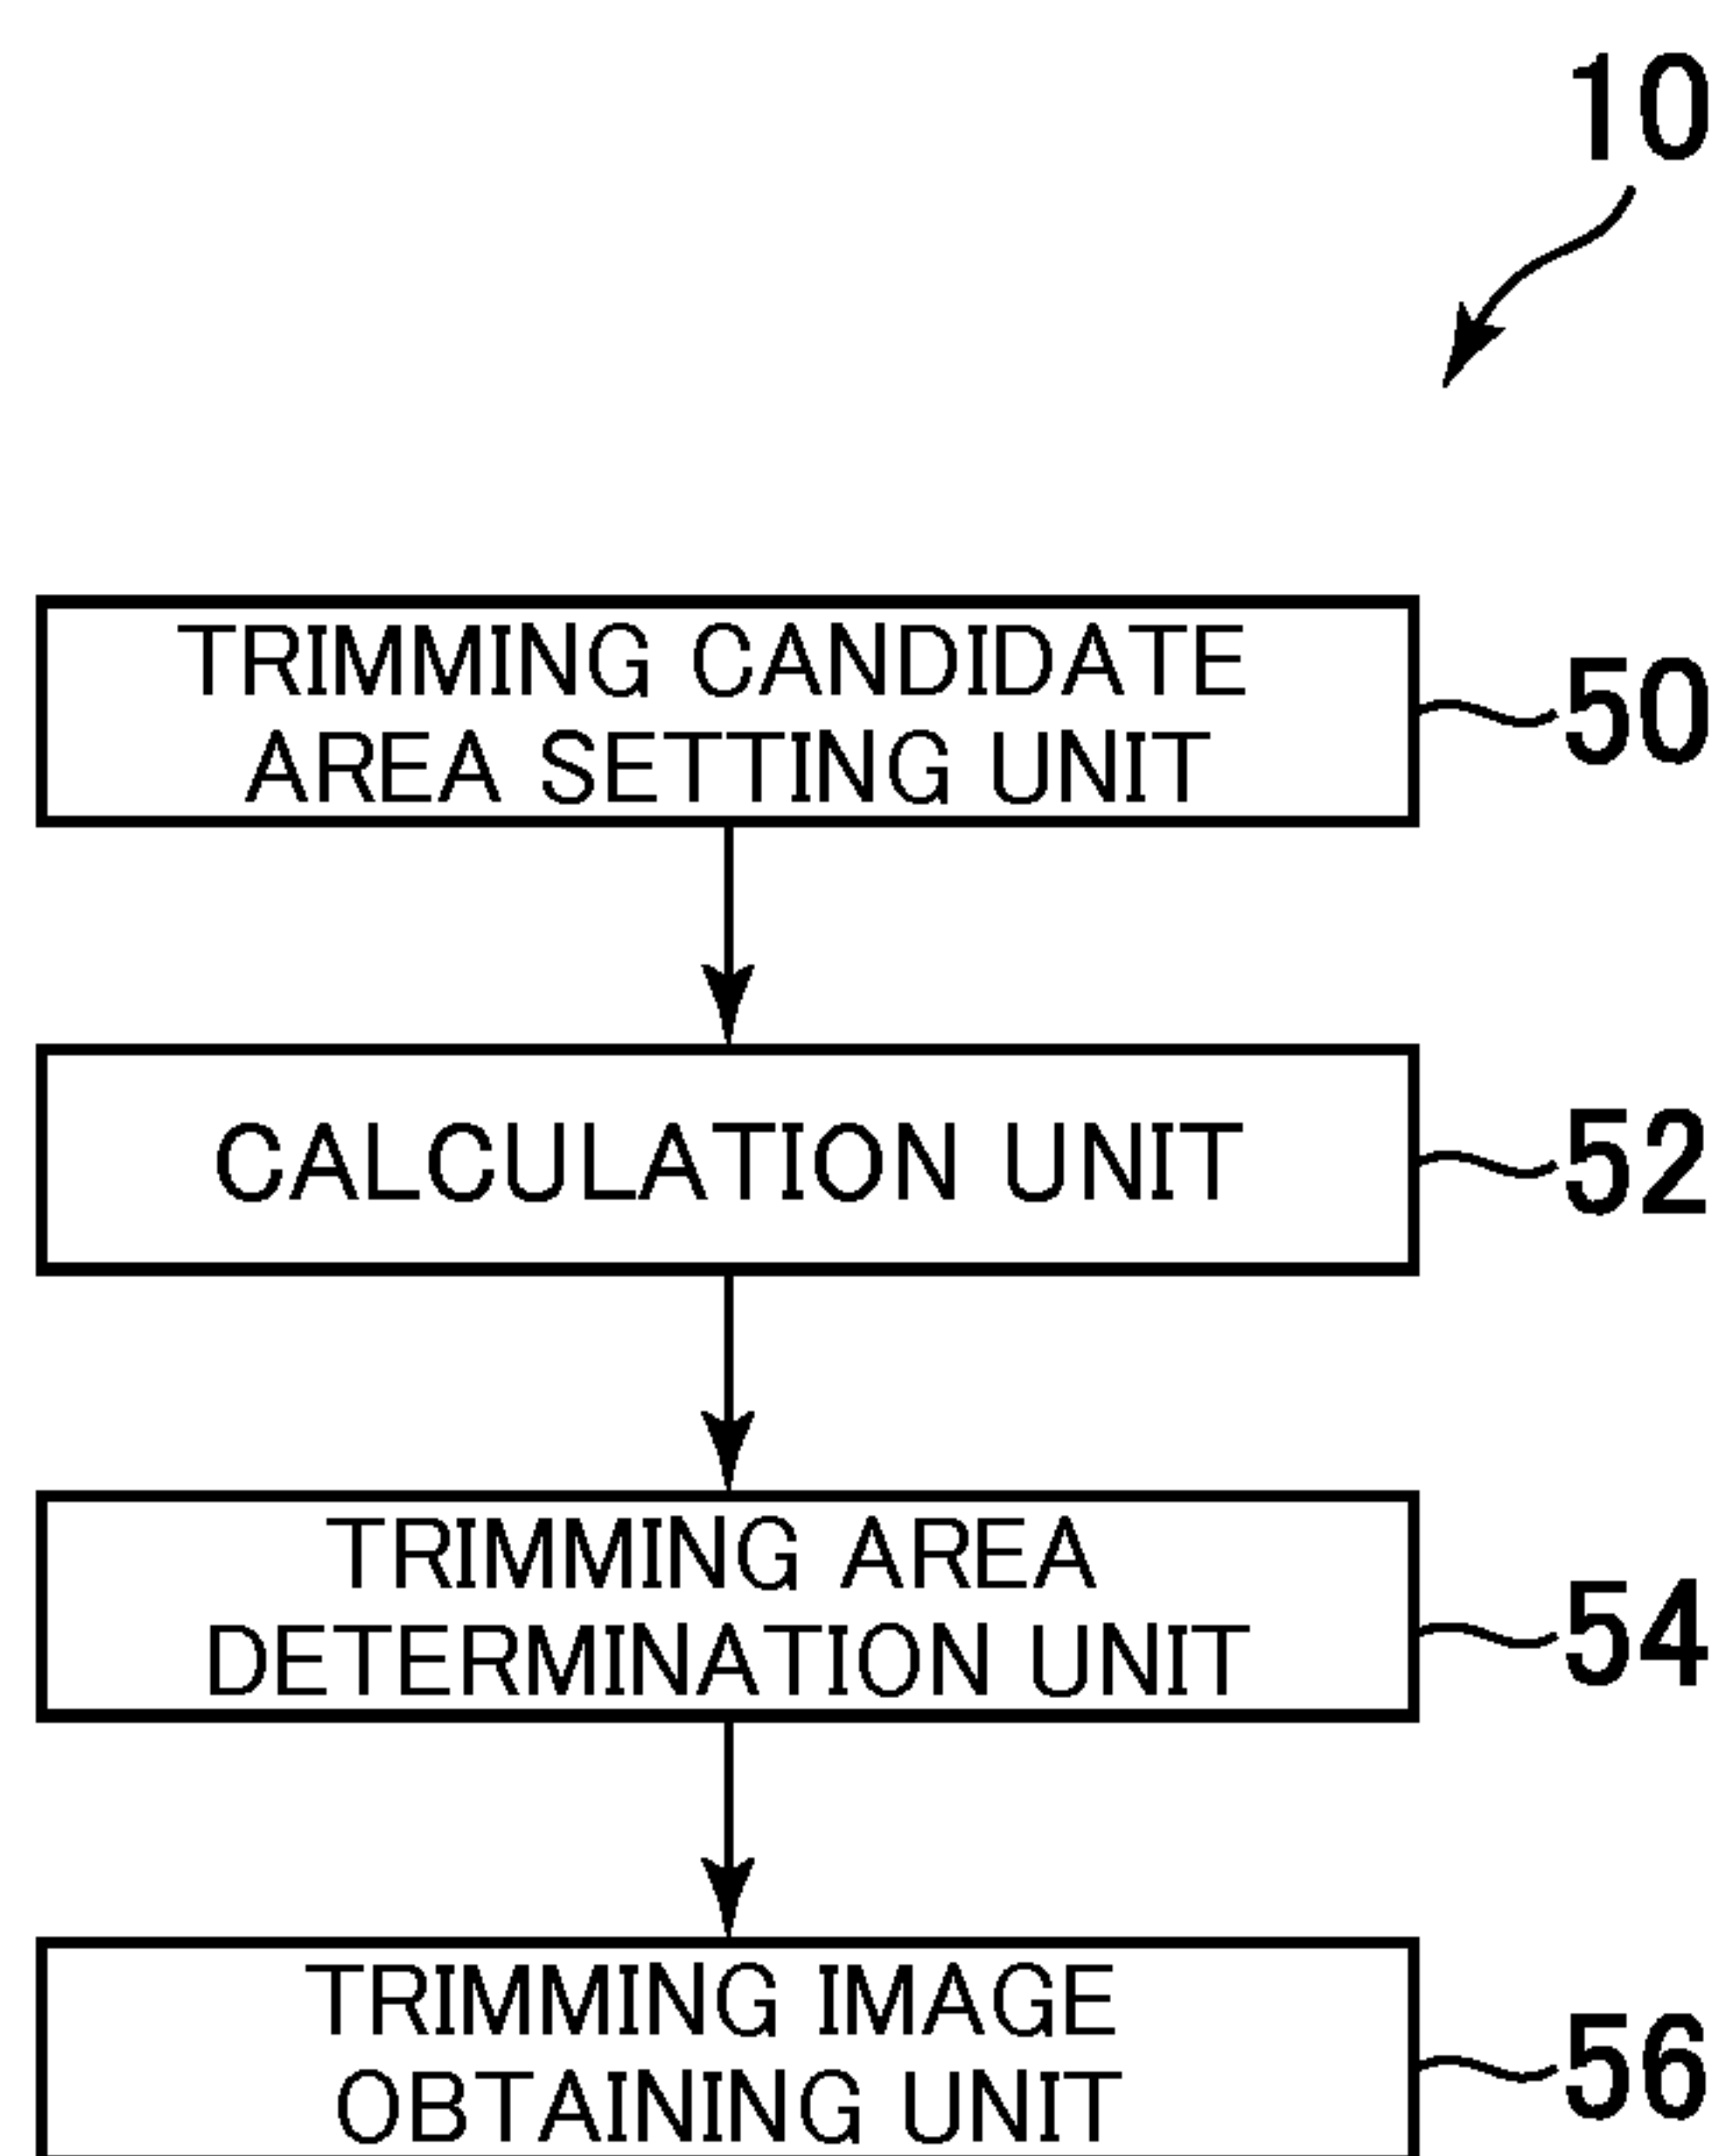 10
TRIMMING CANDIDATE
AREA SETTING UNIT
50
CALCULATION UNIT
52
TRIMMING AREA
DETERMINATION UNIT
54
TRIMMING IMAGE
OBTAINING UNIT
56